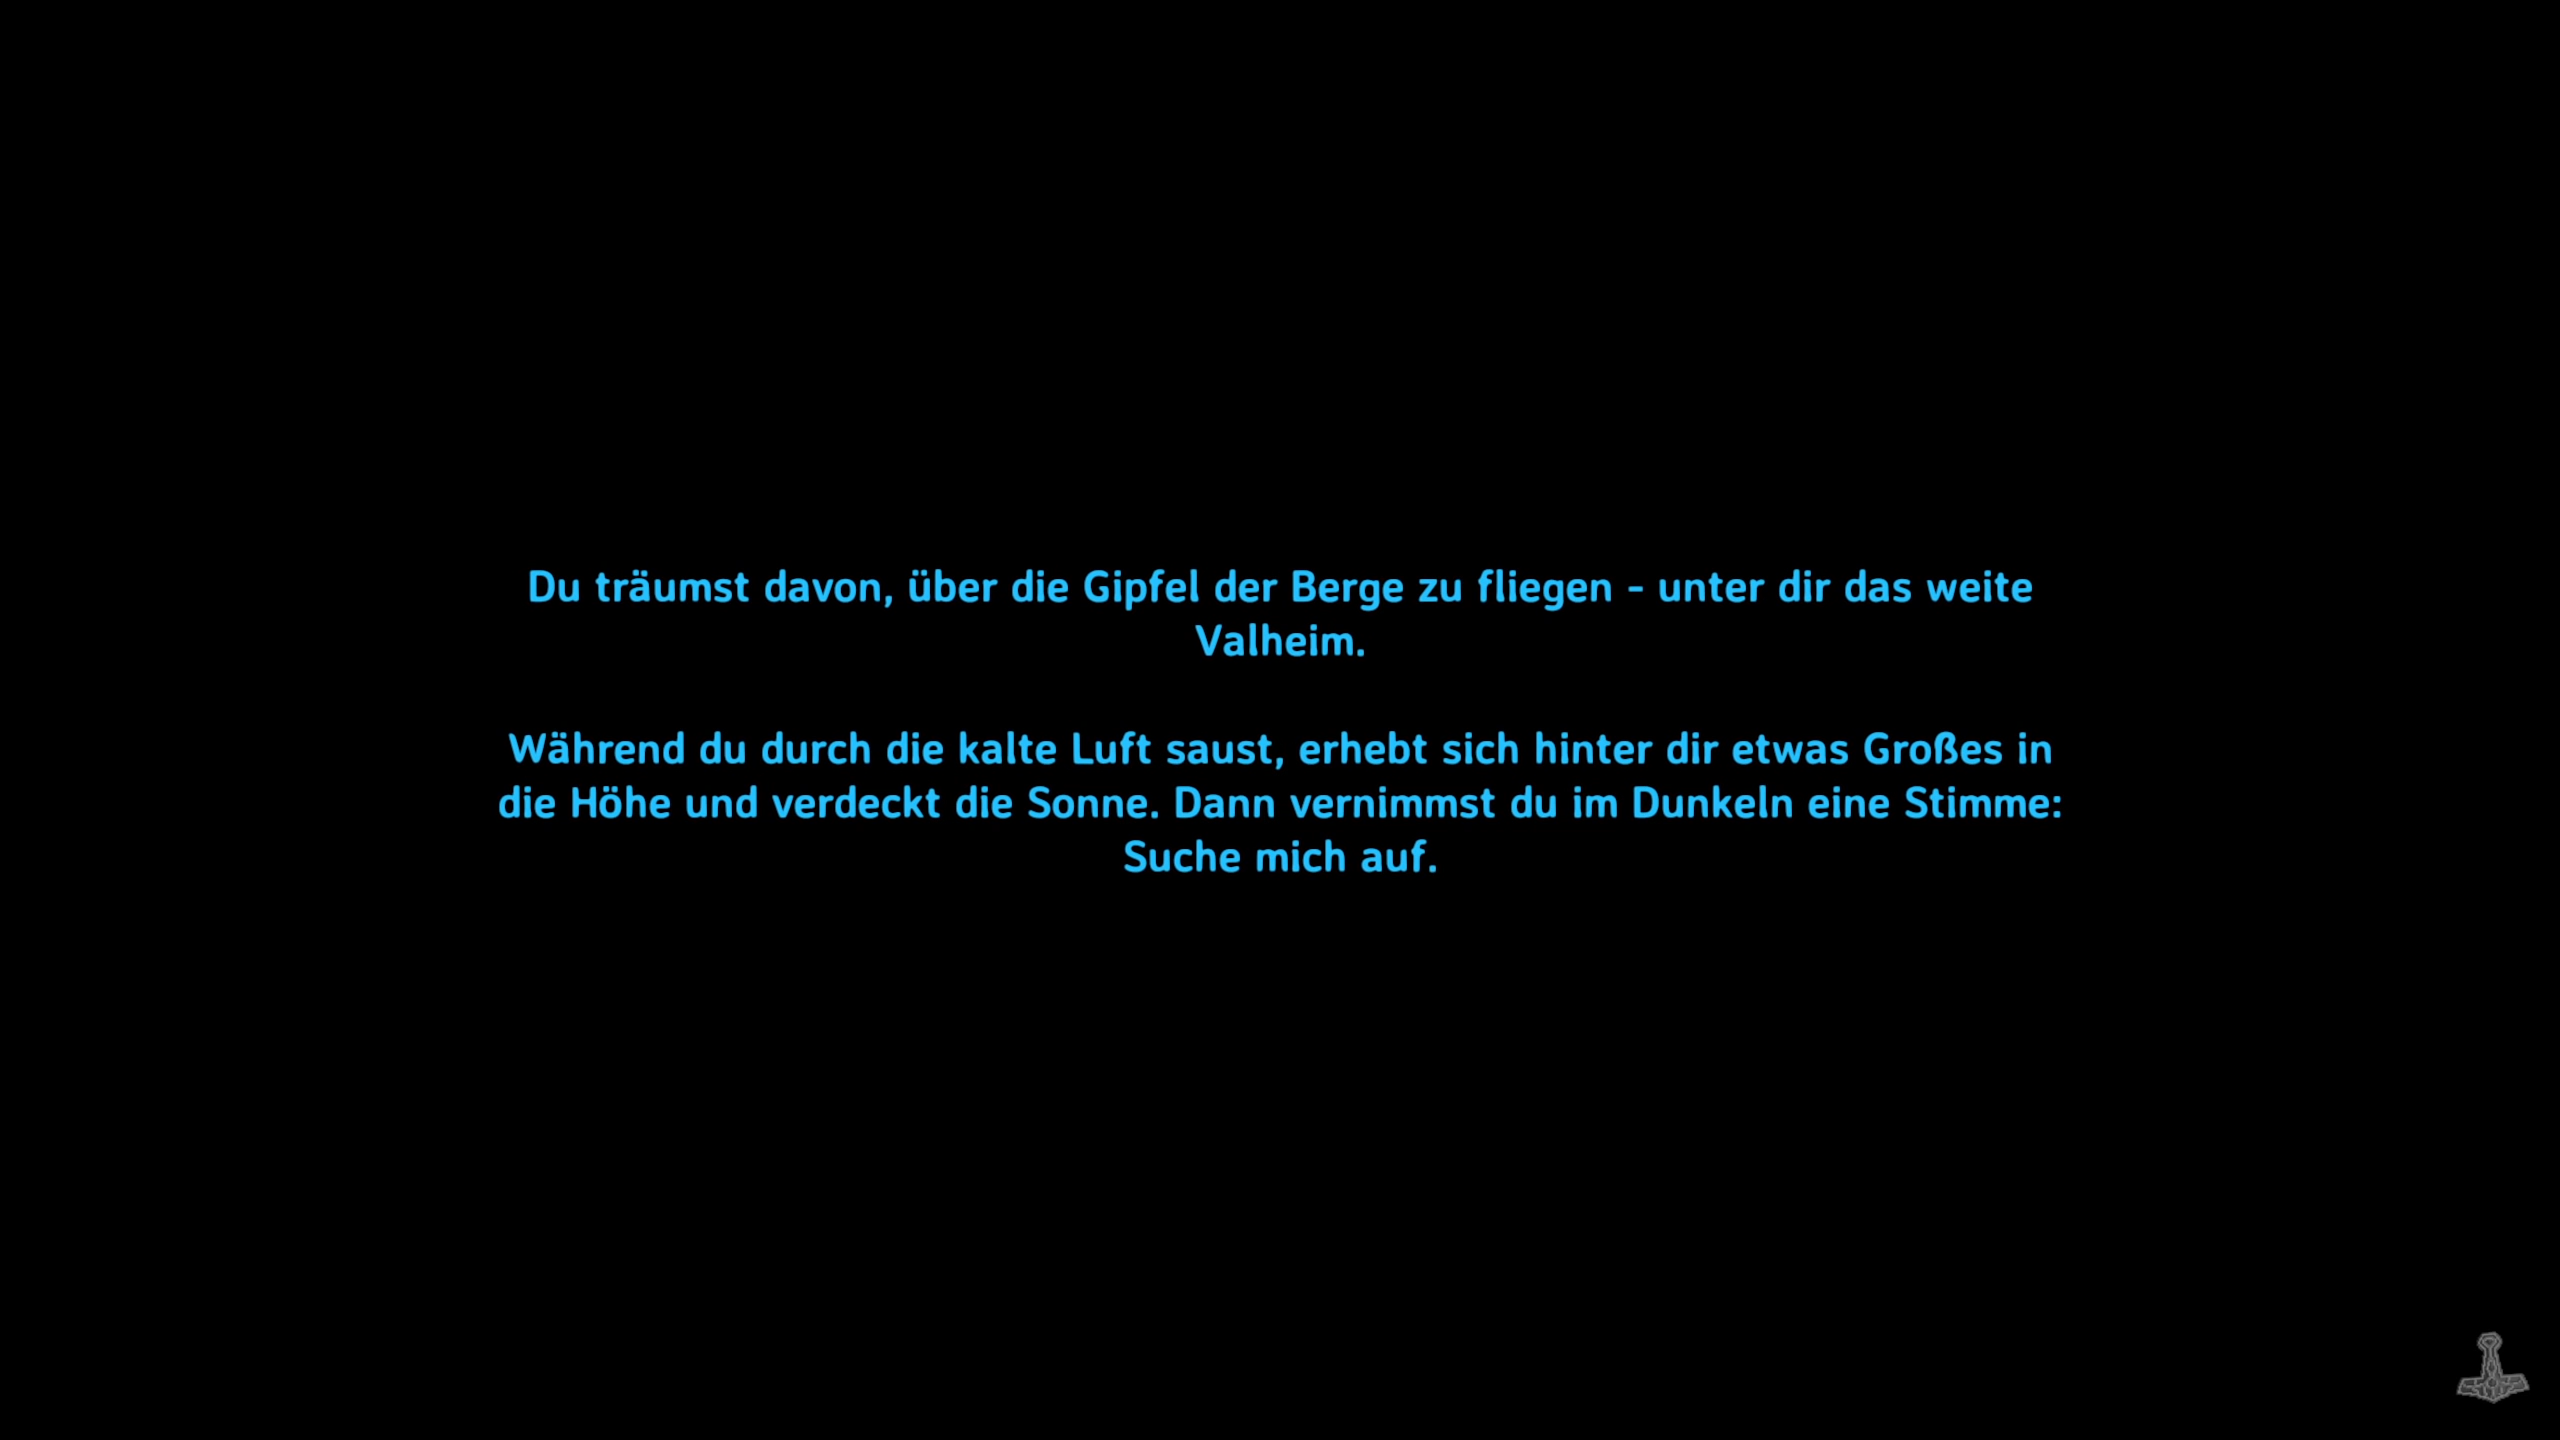 Du träumst davon, über die Gipfel der Berge zu fliegen - unter dir das weite
Valheim.
Während du durch die kalte Luft saust, erhebt sich hinter dir etwas Großes in
die Höhe und verdeckt die Sonne. Dann vernimmst du im Dunkeln eine Stimme:
Suche mich auf.